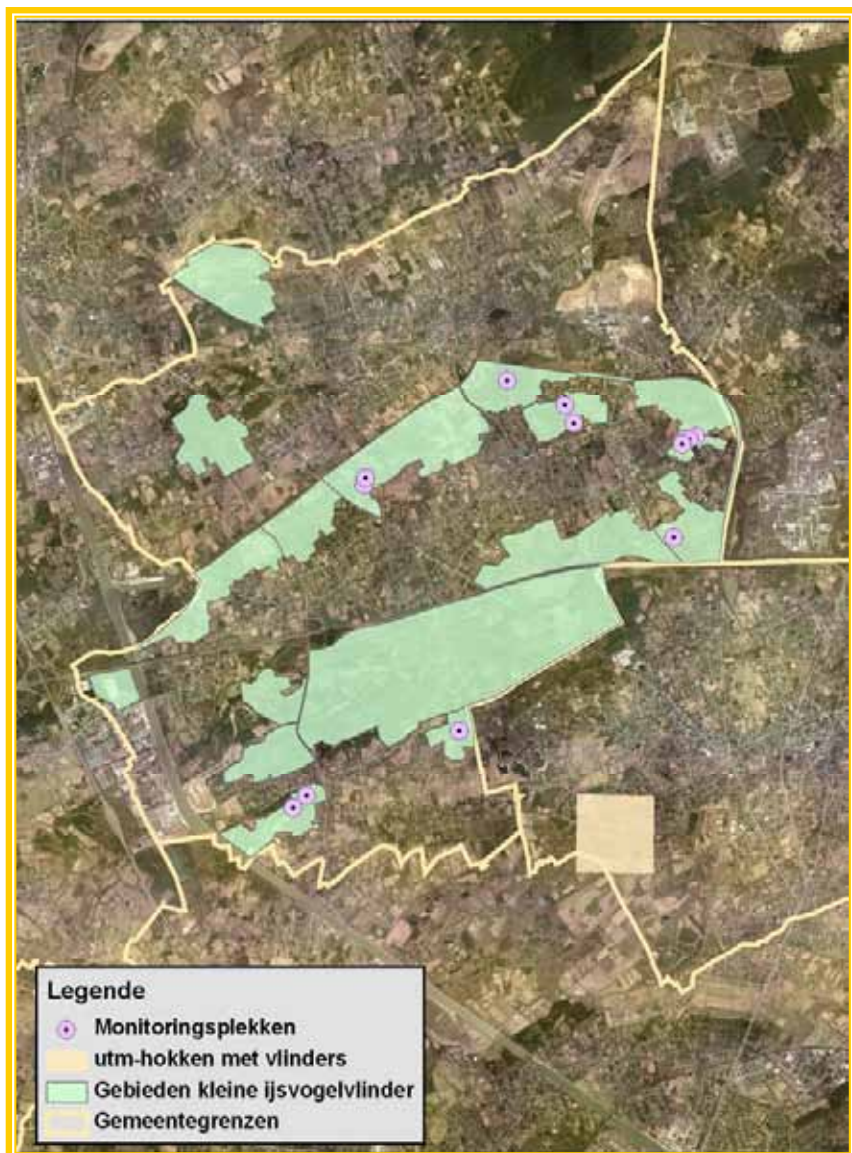 Legende
Monitoringsplekken
utm-hokken met vlinders
Gebieden kleine ijsvogelvlinder
Gemeentegrenzen